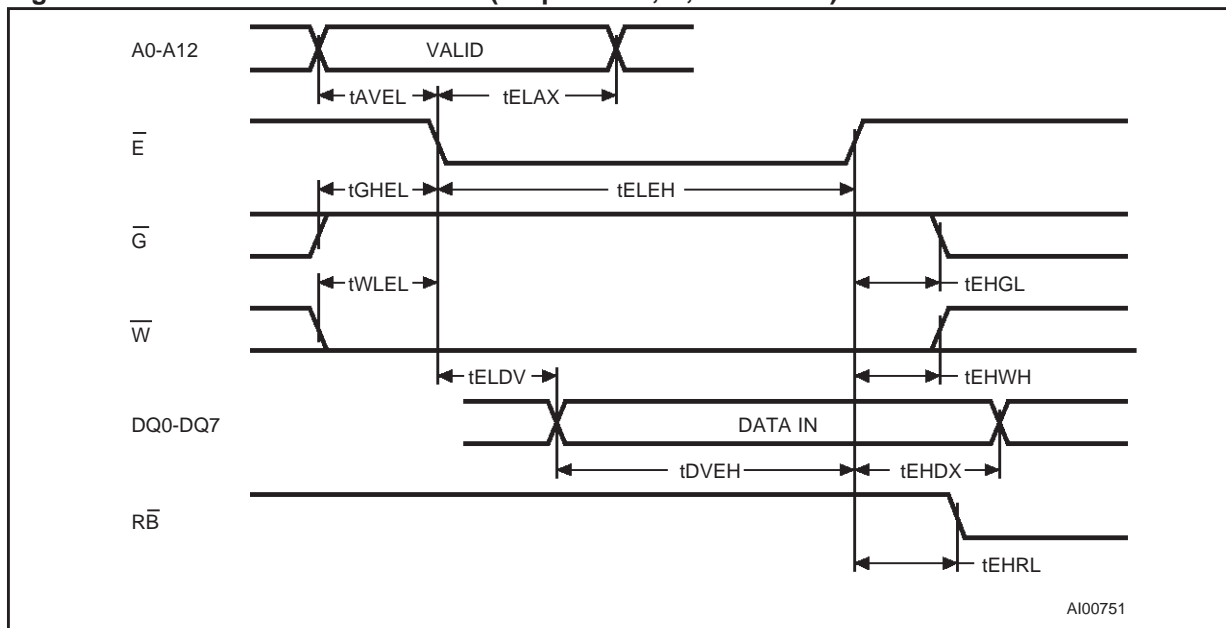 A0-A12
VALID
tAVEL
tELAX
E̅
tGHEL
tELEH
G̅
tWLEL
tEHGL
W̅
tELDV
tEHWH
DQ0-DQ7
DATA IN
tDVEH
tEHDX
RB̅
tEHRL
AI00751